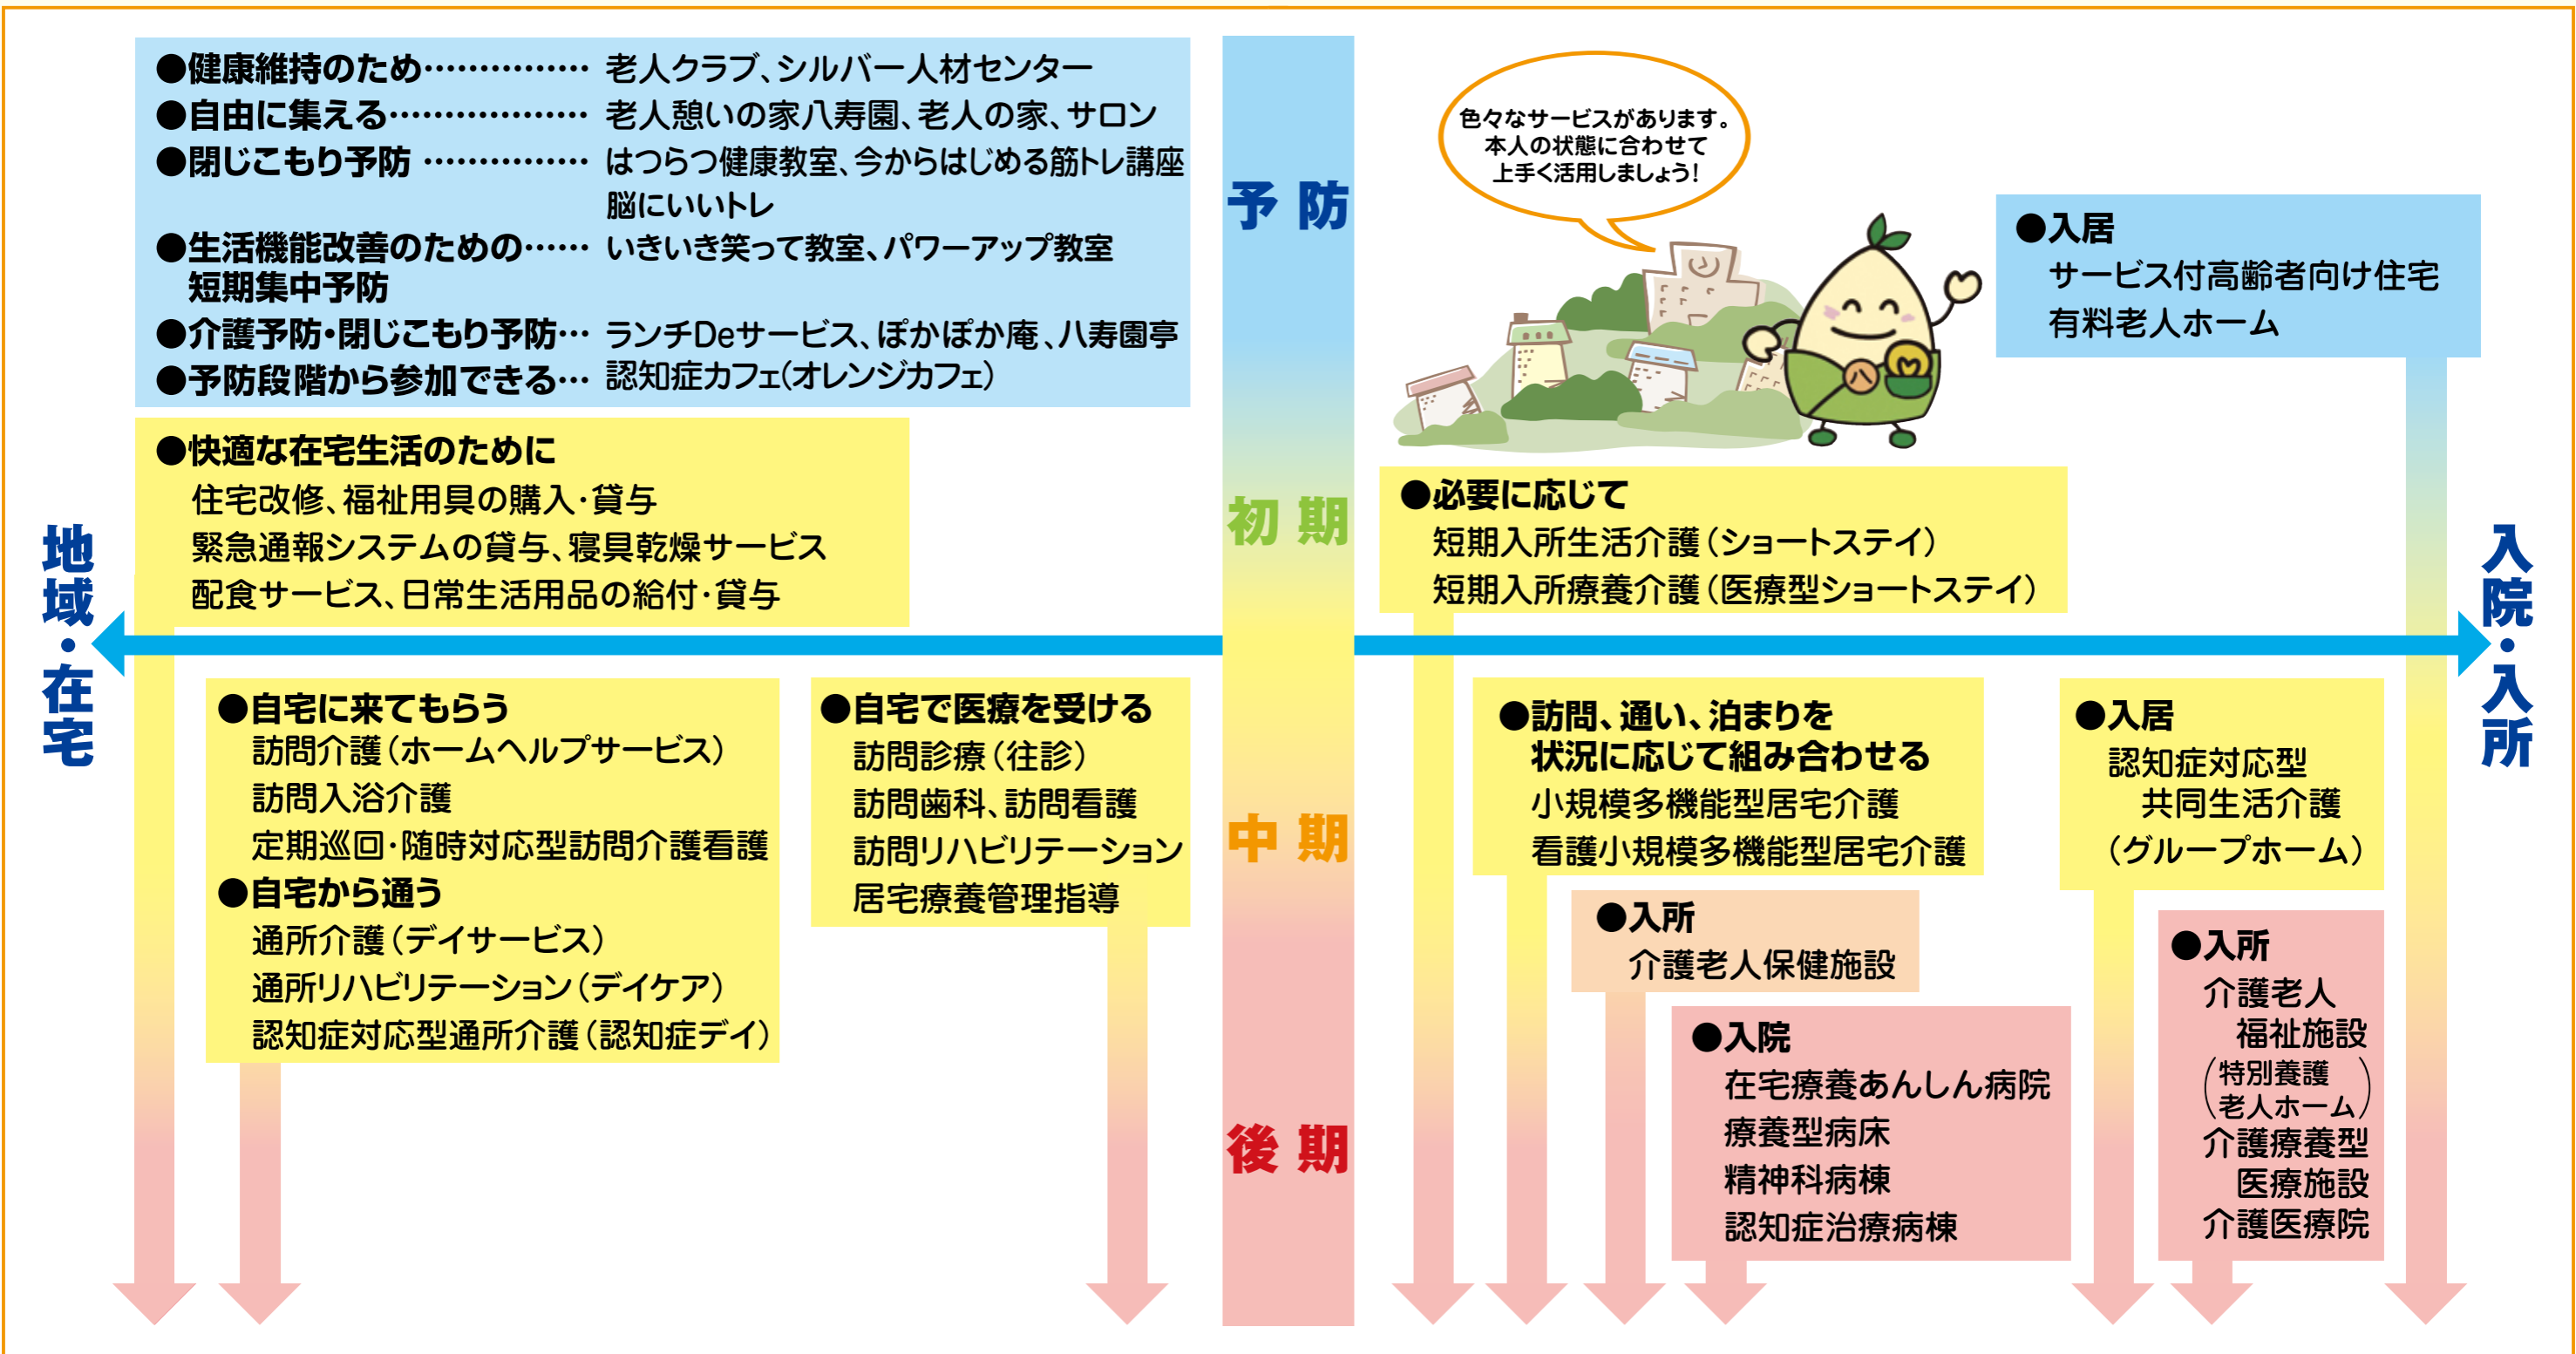 ●健康維持のため…………… 老人クラブ、シルバー人材センター
●自由に集える……………… 老人憩いの家八寿園、老人の家、サロン
●閉じこもり予防…………… はつらつ健康教室、今からはじめる筋トレ講座
脳にいいトレ
●生活機能改善のための…… いきいき笑って教室、パワーアップ教室
短期集中予防
●介護予防・閉じこもり予防… ランチDeサービス、ぽかぽか庵、八寿園亭
●予防段階から参加できる… 認知症カフェ(オレンジカフェ)
予防
色々なサービスがあります。
本人の状態に合わせて
上手く活用しましょう!
八
●入居
サービス付高齢者向け住宅
有料老人ホーム
●快適な在宅生活のために
住宅改修、福祉用具の購入・貸与
緊急通報システムの貸与、寝具乾燥サービス
配食サービス、日常生活用品の給付・貸与
初期
●必要に応じて
短期入所生活介護(ショートステイ)
短期入所療養介護(医療型ショートステイ)
地域・在宅
入院・入所
●自宅に来てもらう
訪問介護(ホームヘルプサービス)
訪問入浴介護
定期巡回・随時対応型訪問介護看護
●自宅から通う
通所介護(デイサービス)
通所リハビリテーション(デイケア)
認知症対応型通所介護(認知症デイ)
●自宅で医療を受ける
訪問診療(往診)
訪問歯科、訪問看護
訪問リハビリテーション
居宅療養管理指導
中期
●訪問、通い、泊まりを
状況に応じて組み合わせる
小規模多機能型居宅介護
看護小規模多機能型居宅介護
●入居
認知症対応型
共同生活介護
(グループホーム)
●入所
介護老人保健施設
後期
●入院
在宅療養あんしん病院
療養型病床
精神科病棟
認知症治療病棟
●入所
介護老人
福祉施設
(特別養護
老人ホーム)
介護療養型
医療施設
介護医療院